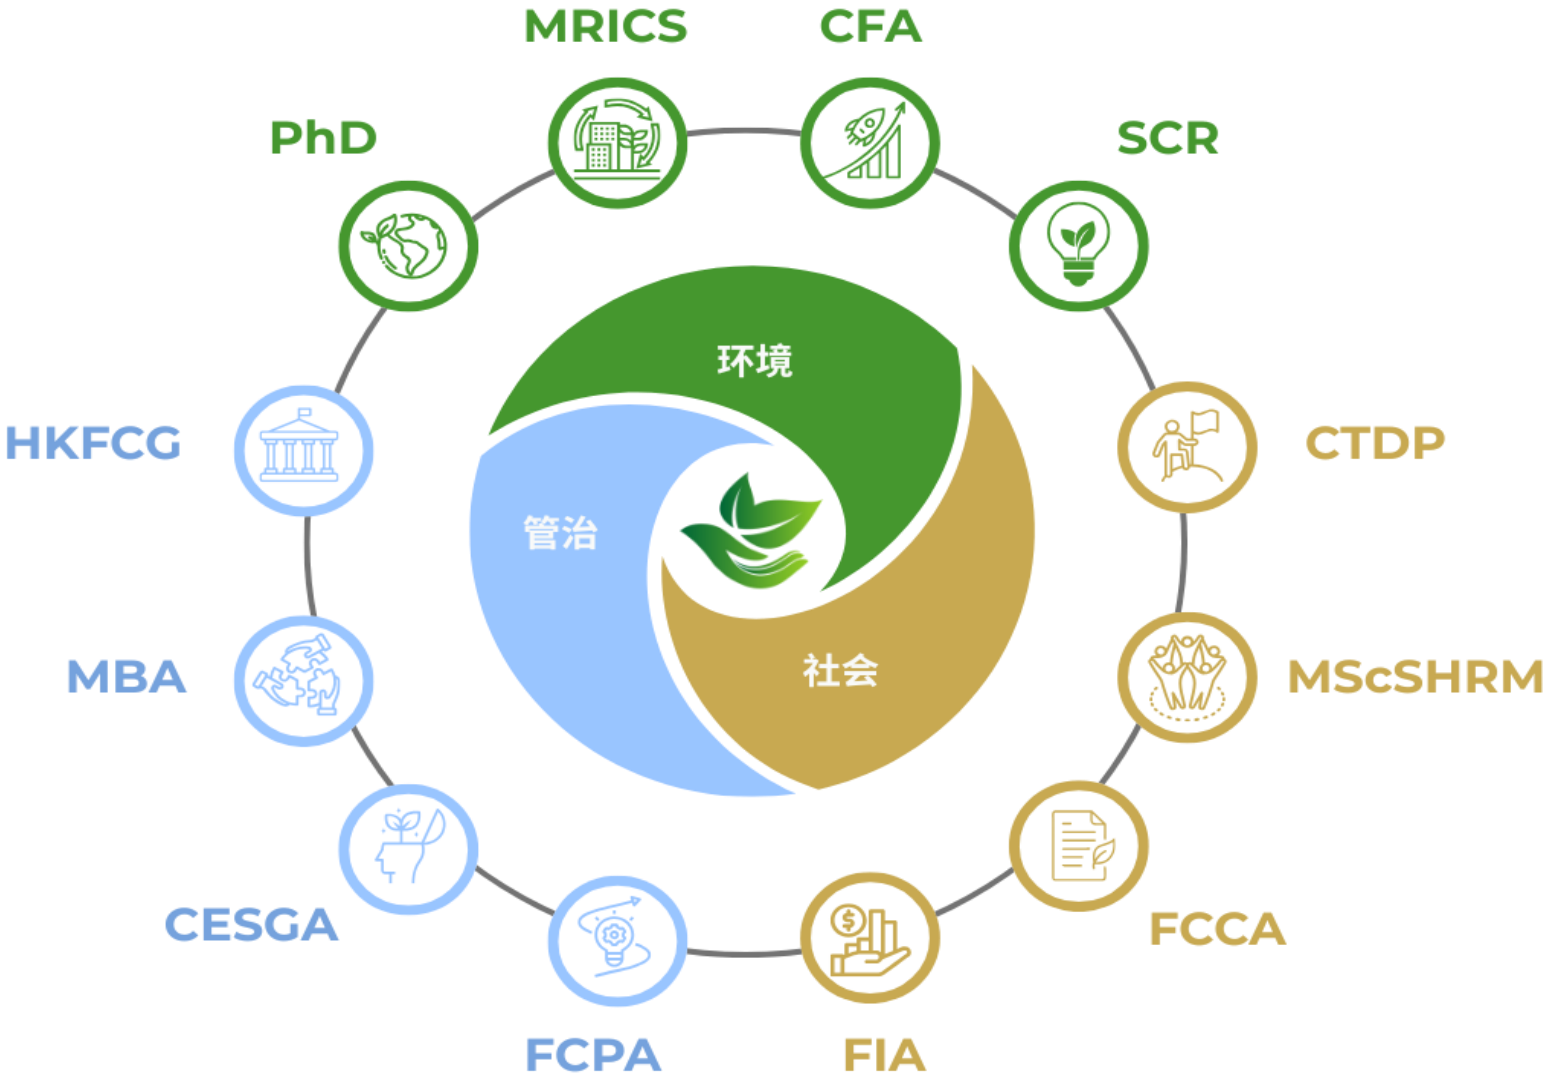 MRICS
CFA
PhD
SCR
环境
HKFCG
CTDP
管治
MBA
社会
MScSHRM
CESGA
FCCA
FCPA
FIA